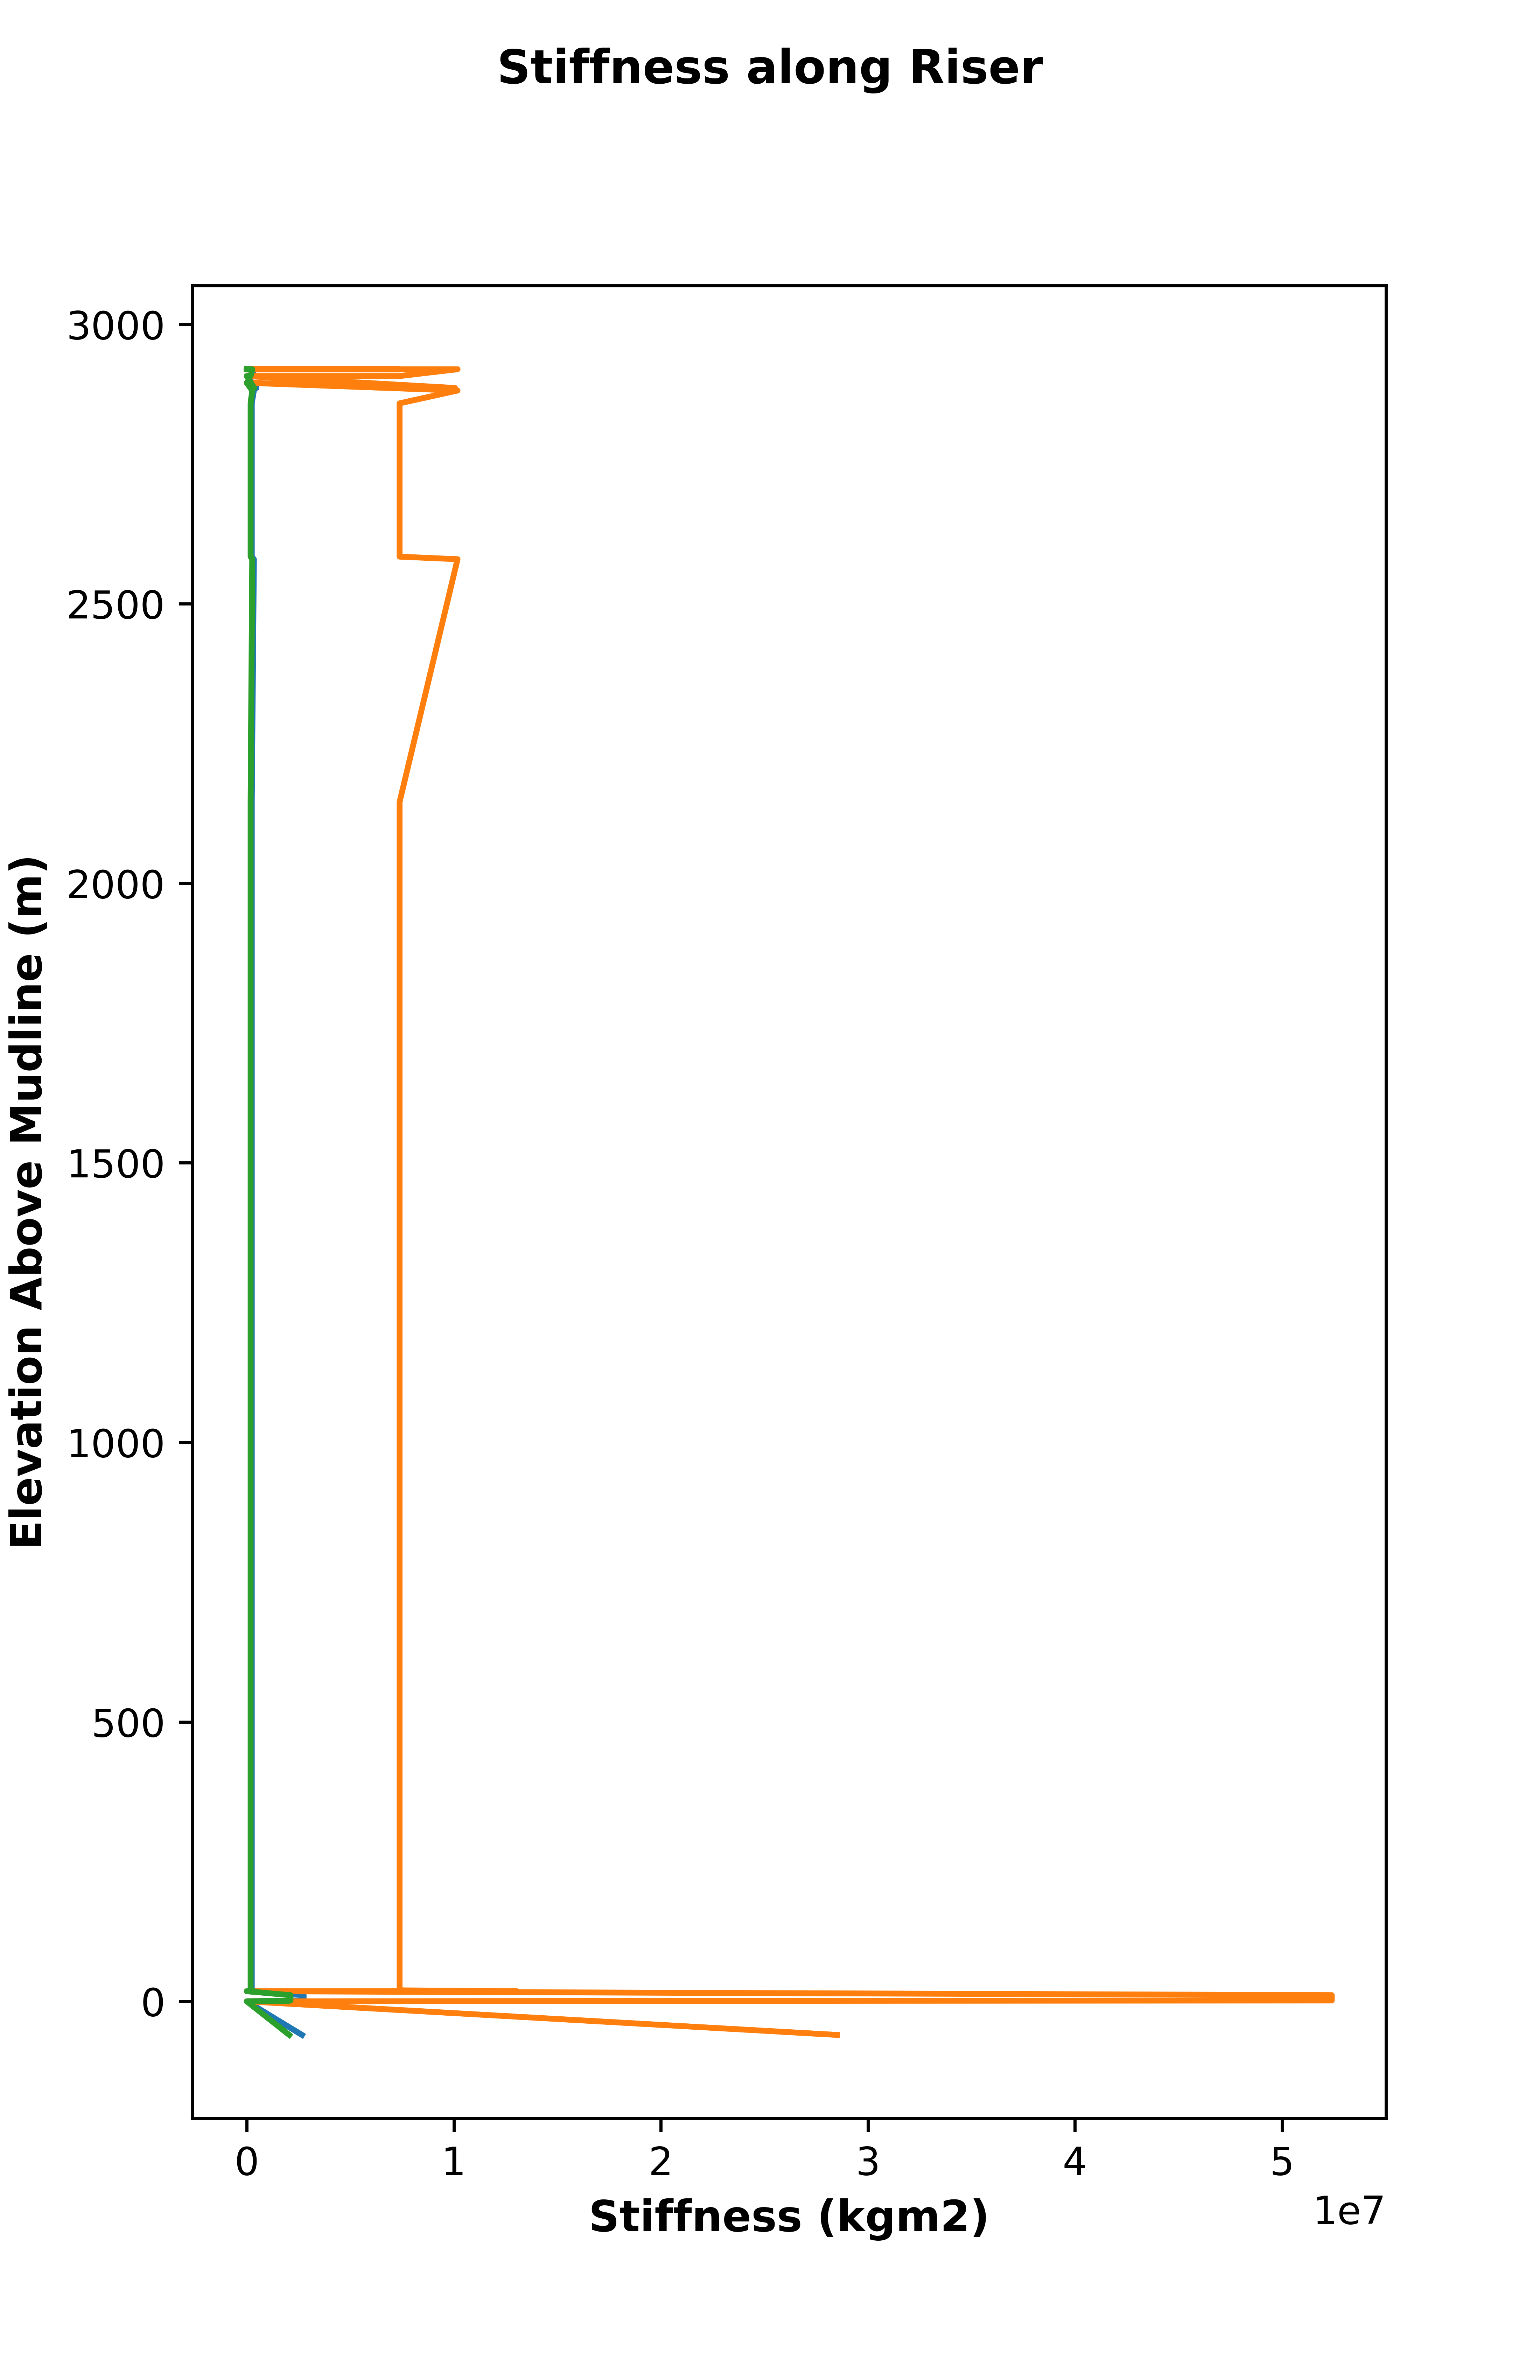 Stiffness along Riser
3000
2500
2000
1500
1000
500
0
Elevation Above Mudline (m)
0 1 2 3 4 5
1e7
Stiffness (kgm2)